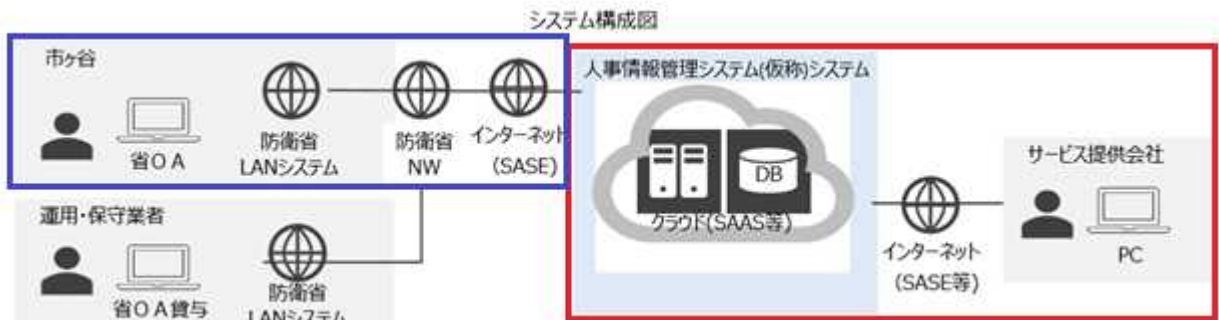 システム構成図
市ヶ谷
省OA
防衛省
LANシステム
防衛省
NW
インターネット
(SASE)
人事情報管理システム(仮称)システム
DB
クラウド(SAAS等)
インターネット
(SASE等)
サービス提供会社
PC
運用・保守業者
省OA貸与
防衛省
LANシステム